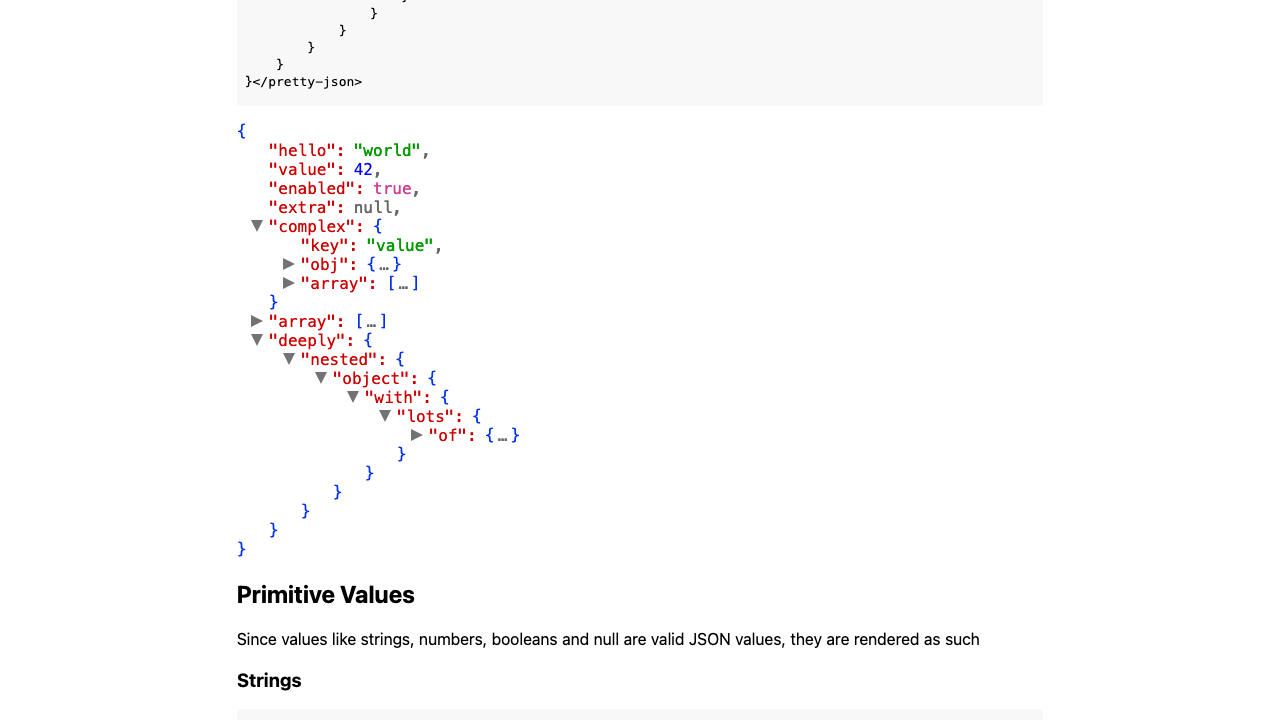 }
}
}
}
}</pretty-json>
{
"hello": "world",
"value": 42,
"enabled": true,
"extra": null,
▼ "complex": {
"key": "value",
▶ "obj": {…}
▶ "array": […]
}
▶ "array": […]
▼ "deeply": {
▼ "nested": {
▼ "object": {
▼ "with": {
▼ "lots": {
▶ "of": {…}
}
}
}
}
}
}
Primitive Values
Since values like strings, numbers, booleans and null are valid JSON values, they are rendered as such
Strings